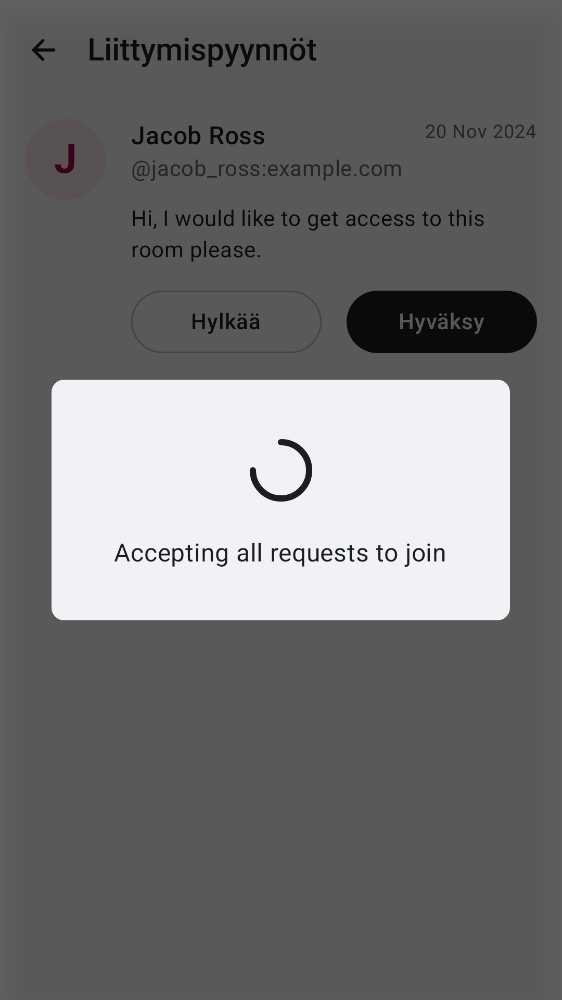 Liittymispyynnöt
J
Jacob Ross
20 Nov 2024
@jacob_ross:example.com
Hi, I would like to get access to this
room please.
Hylkää
Hyväksy
Accepting all requests to join